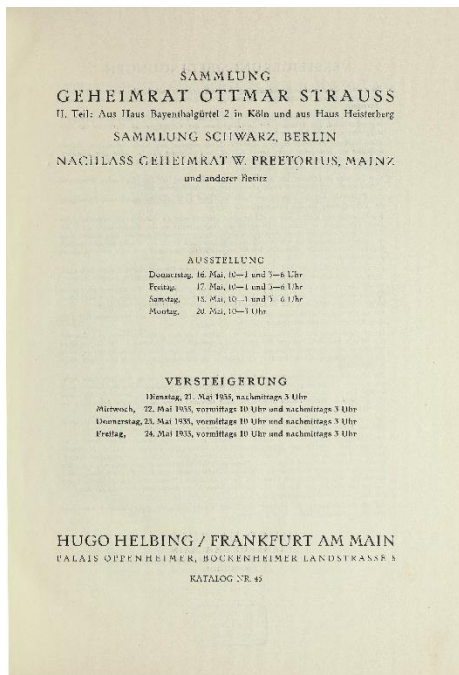 SAMMLUNG
GEHEIMRAT OTTMAR STRAUSS
II. Teil: Aus Haus Bayenthalgürtel 2 in Köln und aus Haus Heisterberg
SAMMLUNG SCHWARZ, BERLIN
NACHLASS GEHEIMRAT W. PREETORIUS, MAINZ
und anderer Besitz
AUSSTELLUNG
Donnerstag, 16. Mai, 10—1 und 3—6 Uhr
Freitag, 17. Mai, 10—1 und 3—6 Uhr
Samstag, 18. Mai, 10—1 und 3—6 Uhr
Montag, 20. Mai, 10—1 Uhr
VERSTEIGERUNG
Dienstag, 21. Mai 1935, nachmittags 3 Uhr
Mittwoch, 22. Mai 1935, vormittags 10 Uhr und nachmittags 3 Uhr
Donnerstag, 23. Mai 1935, vormittags 10 Uhr und nachmittags 3 Uhr
Freitag, 24. Mai 1935, vormittags 10 Uhr und nachmittags 3 Uhr
HUGO HELBING / FRANKFURT AM MAIN
PALAIS OPPENHEIMER, BOCKENHEIMER LANDSTRASSE 8
KATALOG NR. 45